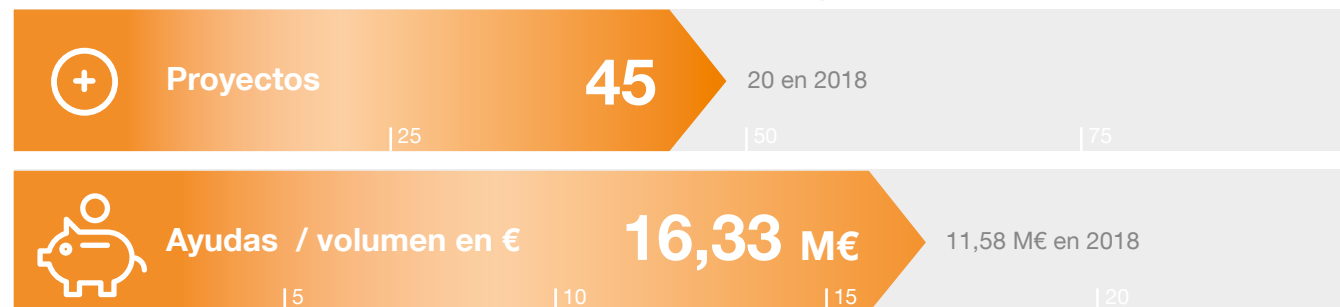 Proyectos 45 20 en 2018
25 50 75
Ayudas / volumen en € 16,33 M€ 11,58 M€ en 2018
5 10 15 20